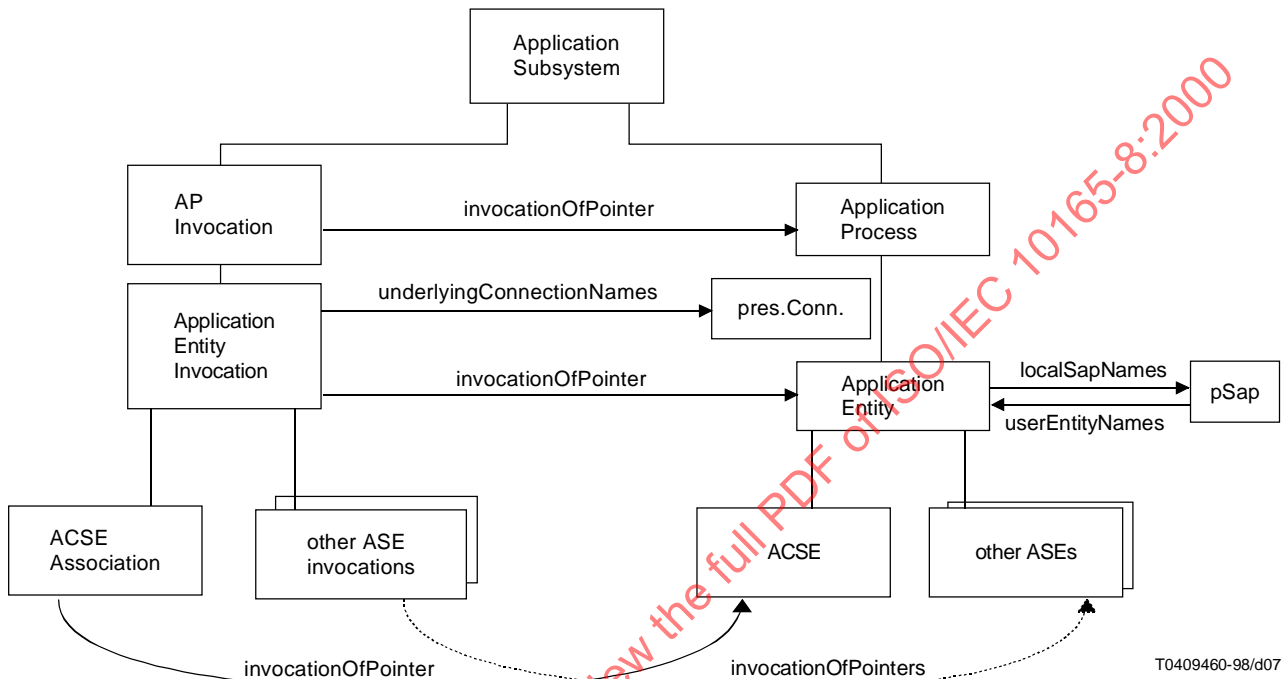 Application
Subsystem
AP
Invocation
invocationOfPointer
Application
Process
underlyingConnectionNames
pres.Conn.
Application
Entity
Invocation
invocationOfPointer
Application
Entity
localSapNames
userEntityNames
pSap
ACSE
Association
other ASE
invocations
ACSE
other ASEs
invocationOfPointer
invocationOfPointers
T0409460-98/d07
view the full PDF of ISO/IEC 10165-8:2000